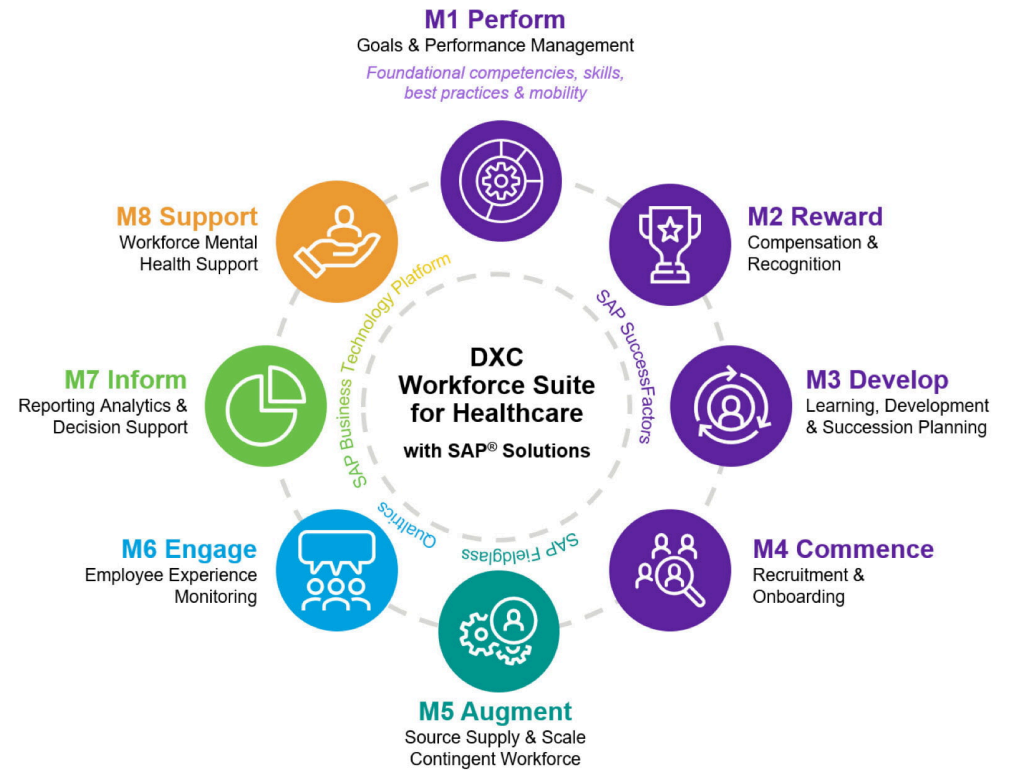 M1 Perform
Goals & Performance Management
Foundational competencies, skills,
best practices & mobility
M2 Reward
Compensation &
Recognition
M3 Develop
Learning, Development
& Succession Planning
M4 Commence
Recruitment &
Onboarding
M5 Augment
Source Supply & Scale
Contingent Workforce
M6 Engage
Employee Experience
Monitoring
M7 Inform
Reporting Analytics &
Decision Support
M8 Support
Workforce Mental
Health Support
SAP SuccessFactors
SAP Fieldglass
Qualtrics
SAP Business Technology Platform
DXC
Workforce Suite
for Healthcare
with SAP® Solutions